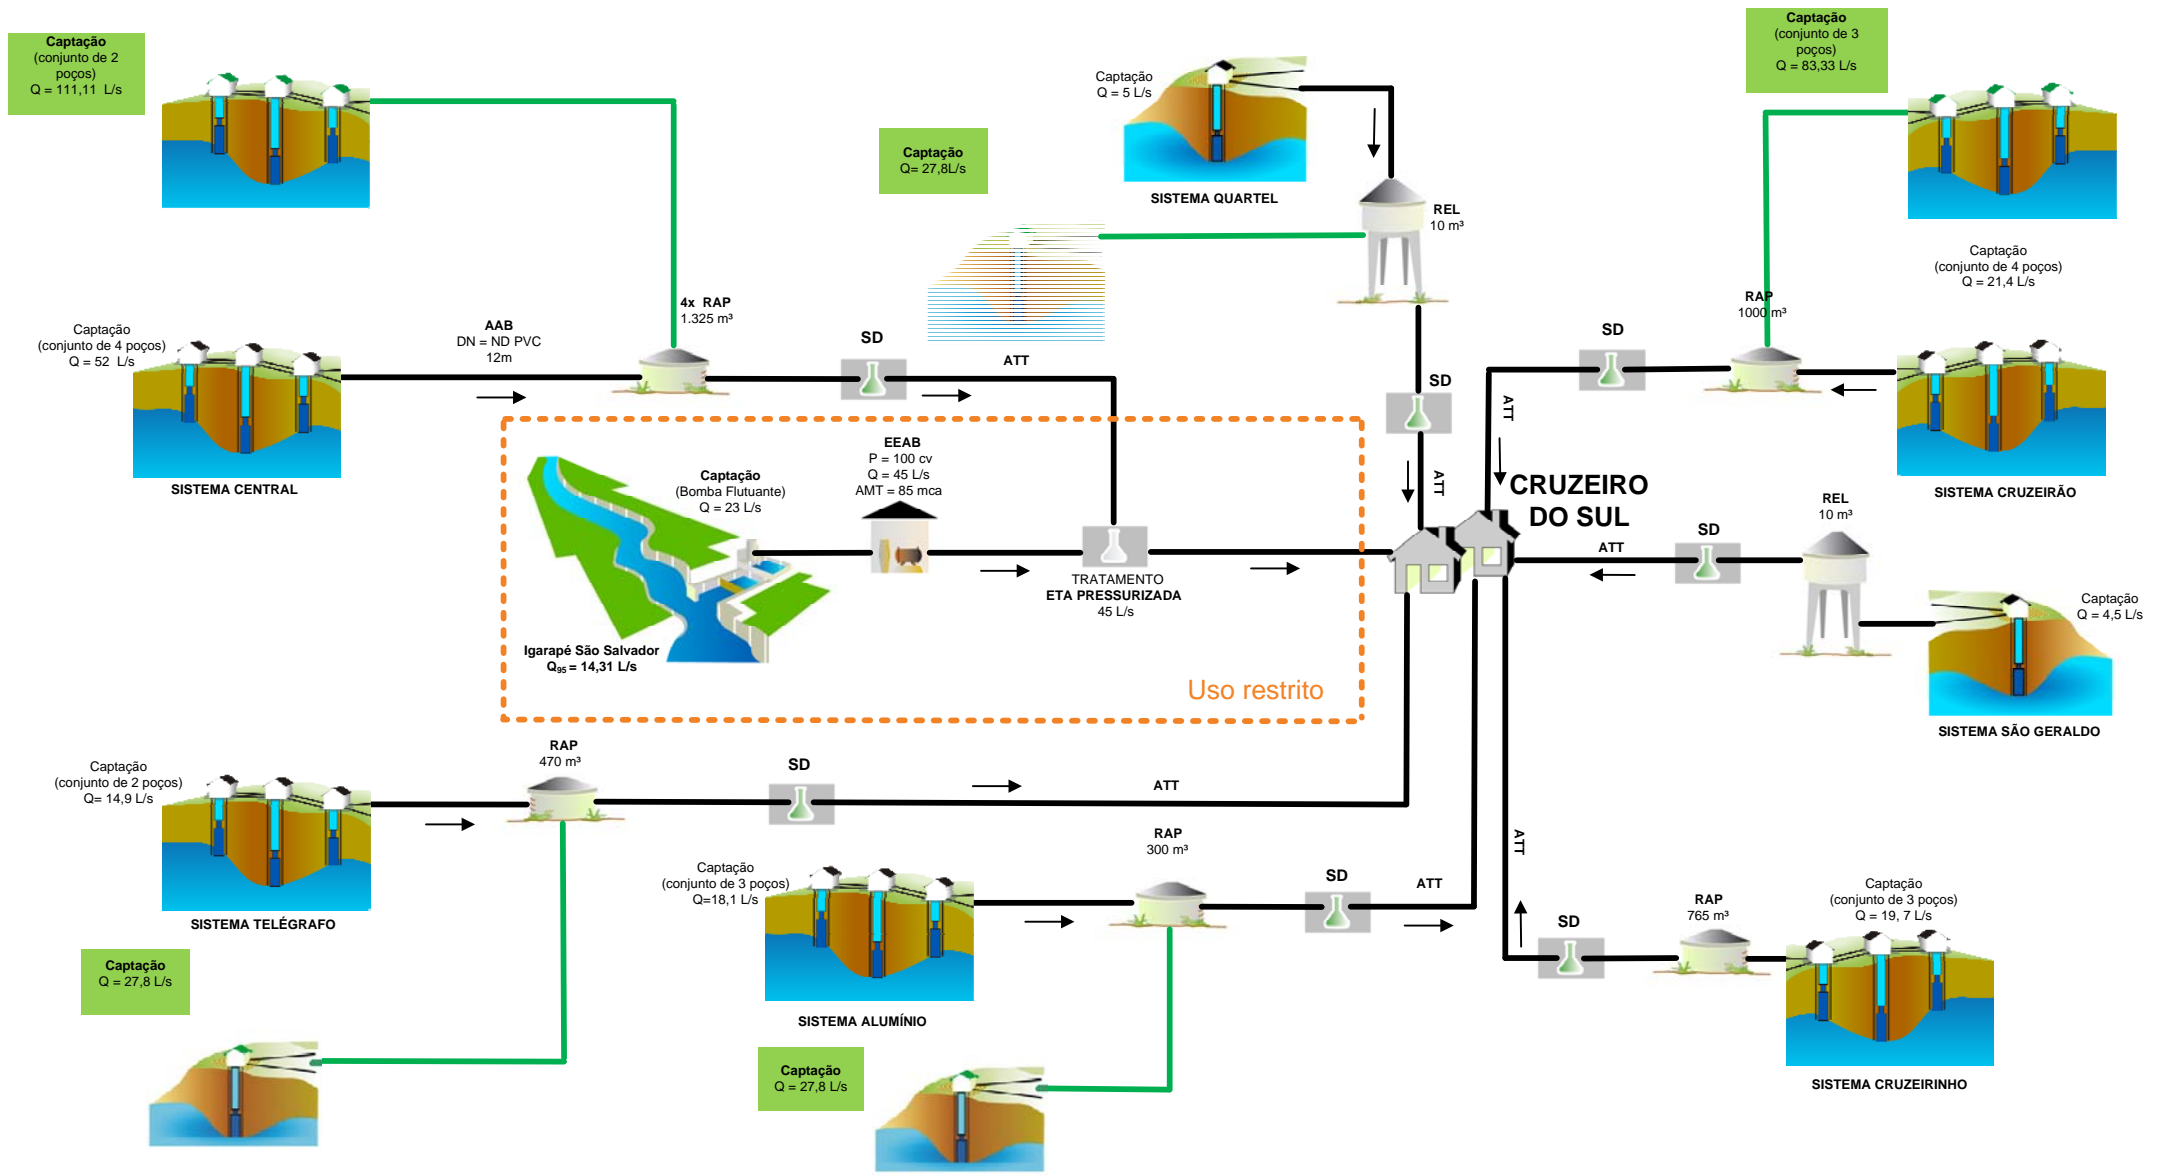 Captação
(conjunto de 2
poços)
Q = 111,11  L/s
Captação
Q = 5 L/s
SISTEMA QUARTEL
Captação
Q= 27,8L/s
REL
10 m³
Captação
(conjunto de 3
poços)
Q = 83,33 L/s
Captação
(conjunto de 4 poços)
Q = 21,4 L/s
RAP
1000 m³
SD
ATT
SISTEMA CRUZEIRÃO
Captação
(conjunto de 4 poços)
Q = 52  L/s
SISTEMA CENTRAL
AAB
DN = ND PVC
12m
4x  RAP
1.325 m³
SD
ATT
SD
ATT
Captação
(Bomba Flutuante)
Q = 23 L/s
EEAB
P = 100 cv
Q = 45 L/s
AMT = 85 mca
TRATAMENTO
ETA PRESSURIZADA
45 L/s
Igarapé São Salvador
Q₉₅ = 14,31 L/s
Uso restrito
CRUZEIRO
DO SUL
ATT
SD
REL
10 m³
Captação
Q = 4,5 L/s
SISTEMA SÃO GERALDO
Captação
(conjunto de 2 poços)
Q= 14,9 L/s
SISTEMA TELÉGRAFO
RAP
470 m³
SD
ATT
Captação
Q = 27,8 L/s
Captação
(conjunto de 3 poços)
Q=18,1 L/s
SISTEMA ALUMÍNIO
RAP
300 m³
SD
ATT
Captação
Q = 27,8 L/s
ATT
SD
RAP
765 m³
Captação
(conjunto de 3 poços)
Q = 19, 7 L/s
SISTEMA CRUZEIRINHO